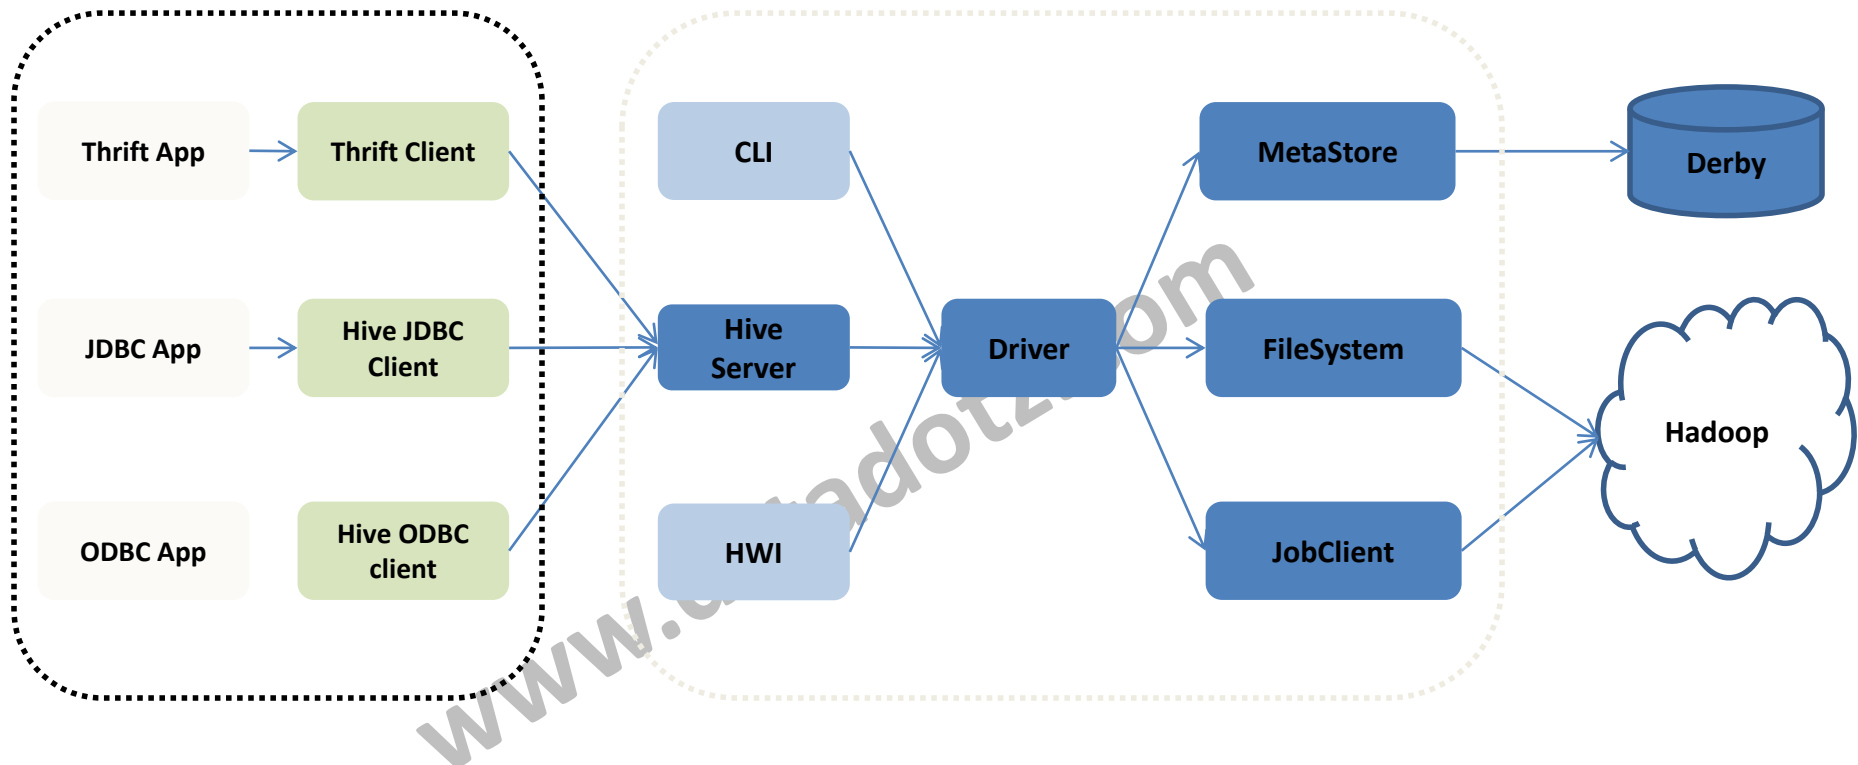 Thrift App
Thrift Client
CLI
MetaStore
Derby
JDBC App
Hive JDBC
Client
Hive
Server
Driver
FileSystem
Hadoop
ODBC App
Hive ODBC
client
HWI
JobClient